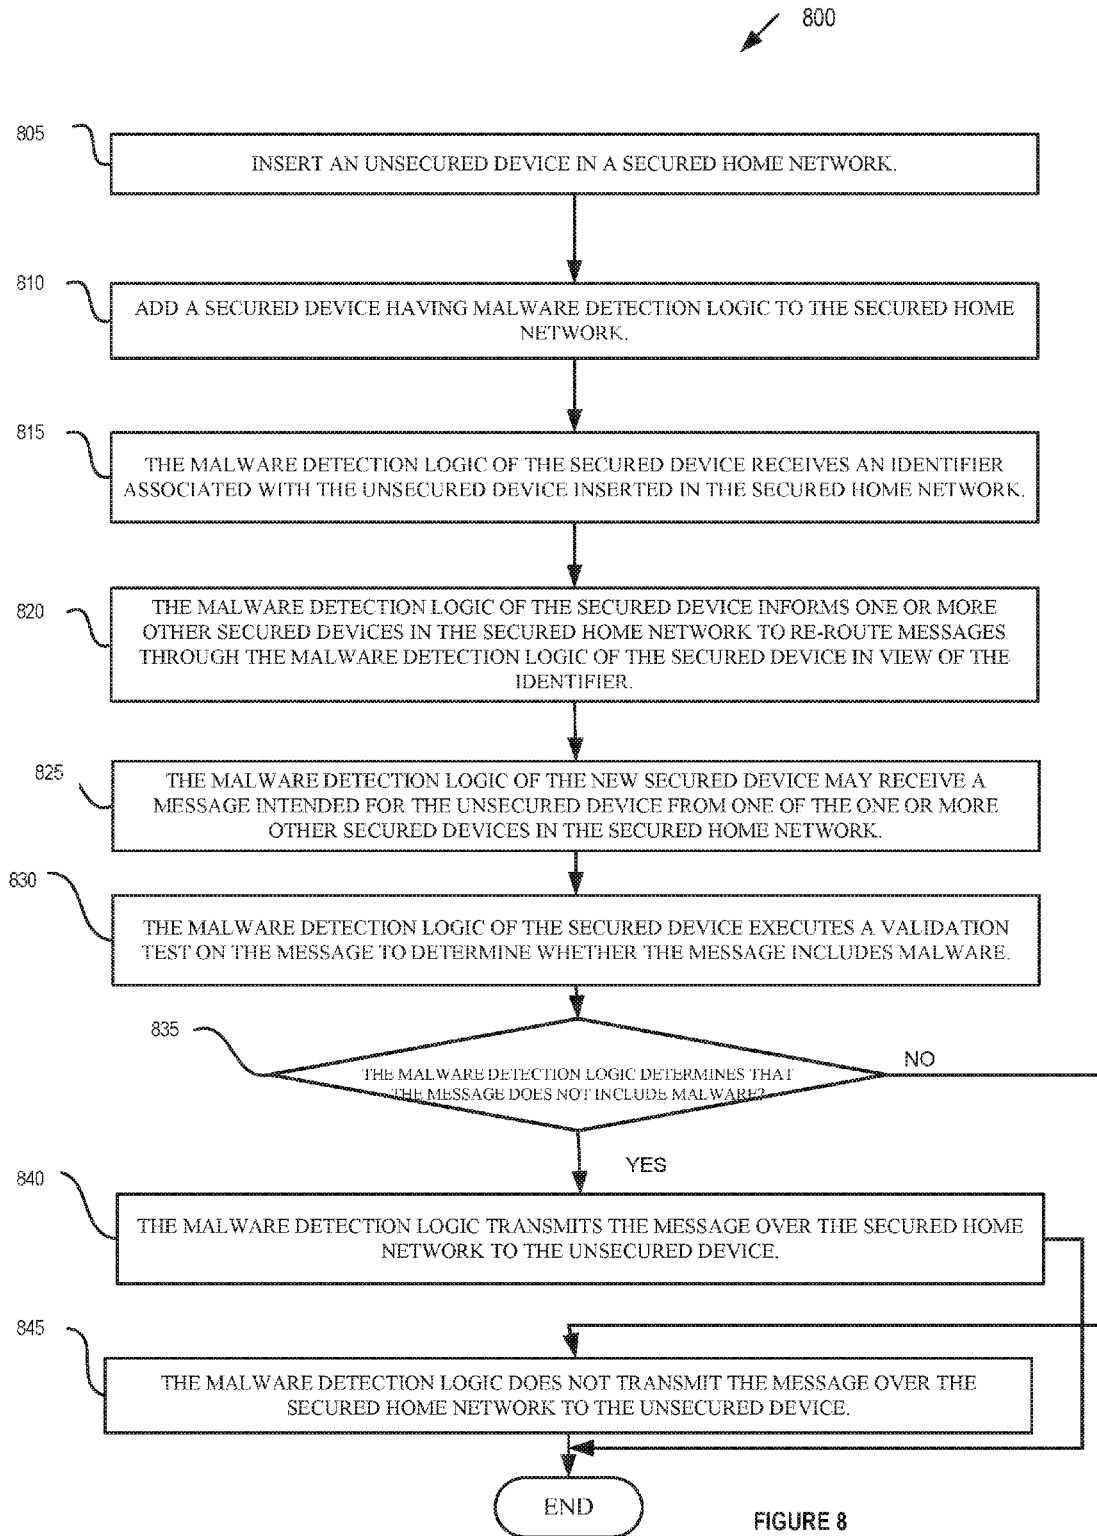 800
805
INSERT AN UNSECURED DEVICE IN A SECURED HOME NETWORK.
810
ADD A SECURED DEVICE HAVING MALWARE DETECTION LOGIC TO THE SECURED HOME
NETWORK.
815
THE MALWARE DETECTION LOGIC OF THE SECURED DEVICE RECEIVES AN IDENTIFIER
ASSOCIATED WITH THE UNSECURED DEVICE INSERTED IN THE SECURED HOME NETWORK.
820
THE MALWARE DETECTION LOGIC OF THE SECURED DEVICE INFORMS ONE OR MORE
OTHER SECURED DEVICES IN THE SECURED HOME NETWORK TO RE-ROUTE MESSAGES
THROUGH THE MALWARE DETECTION LOGIC OF THE SECURED DEVICE IN VIEW OF THE
IDENTIFIER.
825
THE MALWARE DETECTION LOGIC OF THE NEW SECURED DEVICE MAY RECEIVE A
MESSAGE INTENDED FOR THE UNSECURED DEVICE FROM ONE OF THE ONE OR MORE
OTHER SECURED DEVICES IN THE SECURED HOME NETWORK.
830
THE MALWARE DETECTION LOGIC OF THE SECURED DEVICE EXECUTES A VALIDATION
TEST ON THE MESSAGE TO DETERMINE WHETHER THE MESSAGE INCLUDES MALWARE.
835
THE MALWARE DETECTION LOGIC DETERMINES THAT
THE MESSAGE DOES NOT INCLUDE MALWARE?
NO
YES
840
THE MALWARE DETECTION LOGIC TRANSMITS THE MESSAGE OVER THE SECURED HOME
NETWORK TO THE UNSECURED DEVICE.
845
THE MALWARE DETECTION LOGIC DOES NOT TRANSMIT THE MESSAGE OVER THE
SECURED HOME NETWORK TO THE UNSECURED DEVICE.
END
FIGURE 8